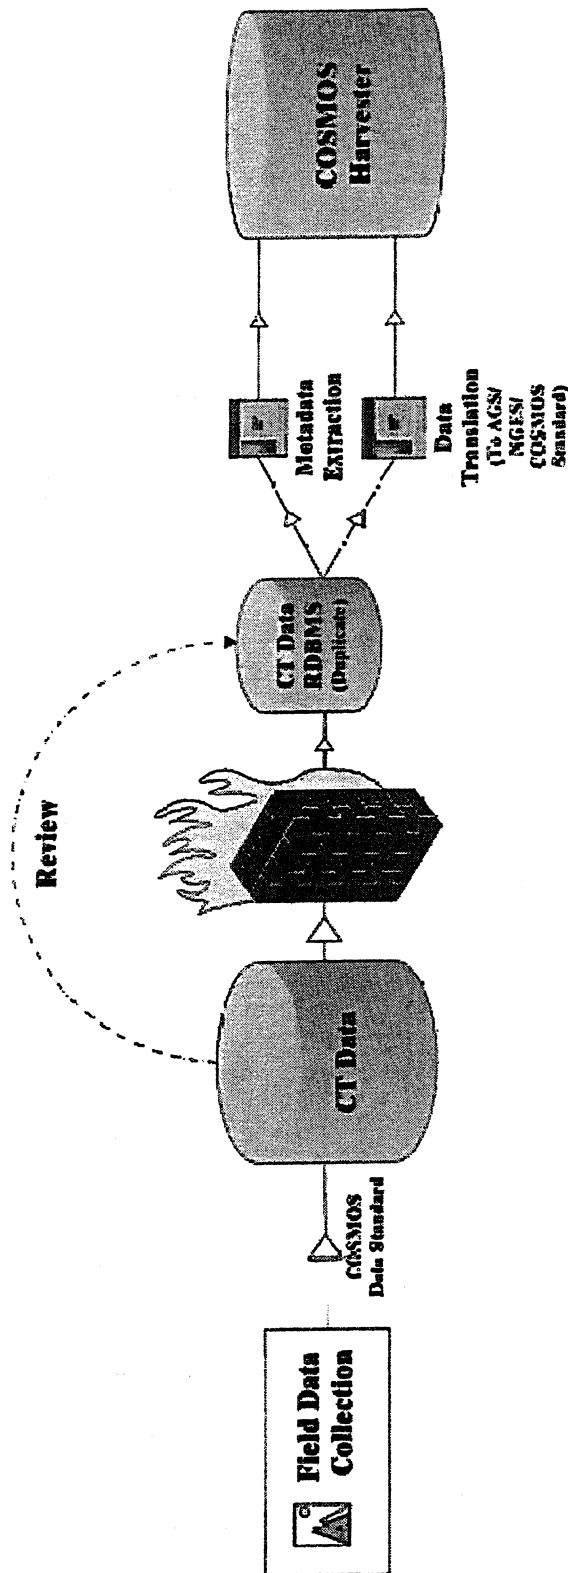 Field Data
Collection
COSMOS
Data Standard
CT Data
Review
CT Data
RDBMS
(Duplicate)
Metadata
Extraction
Data
Translation
(To AGS/
NGES/
COSMOS
Standard)
COSMOS
Harvester